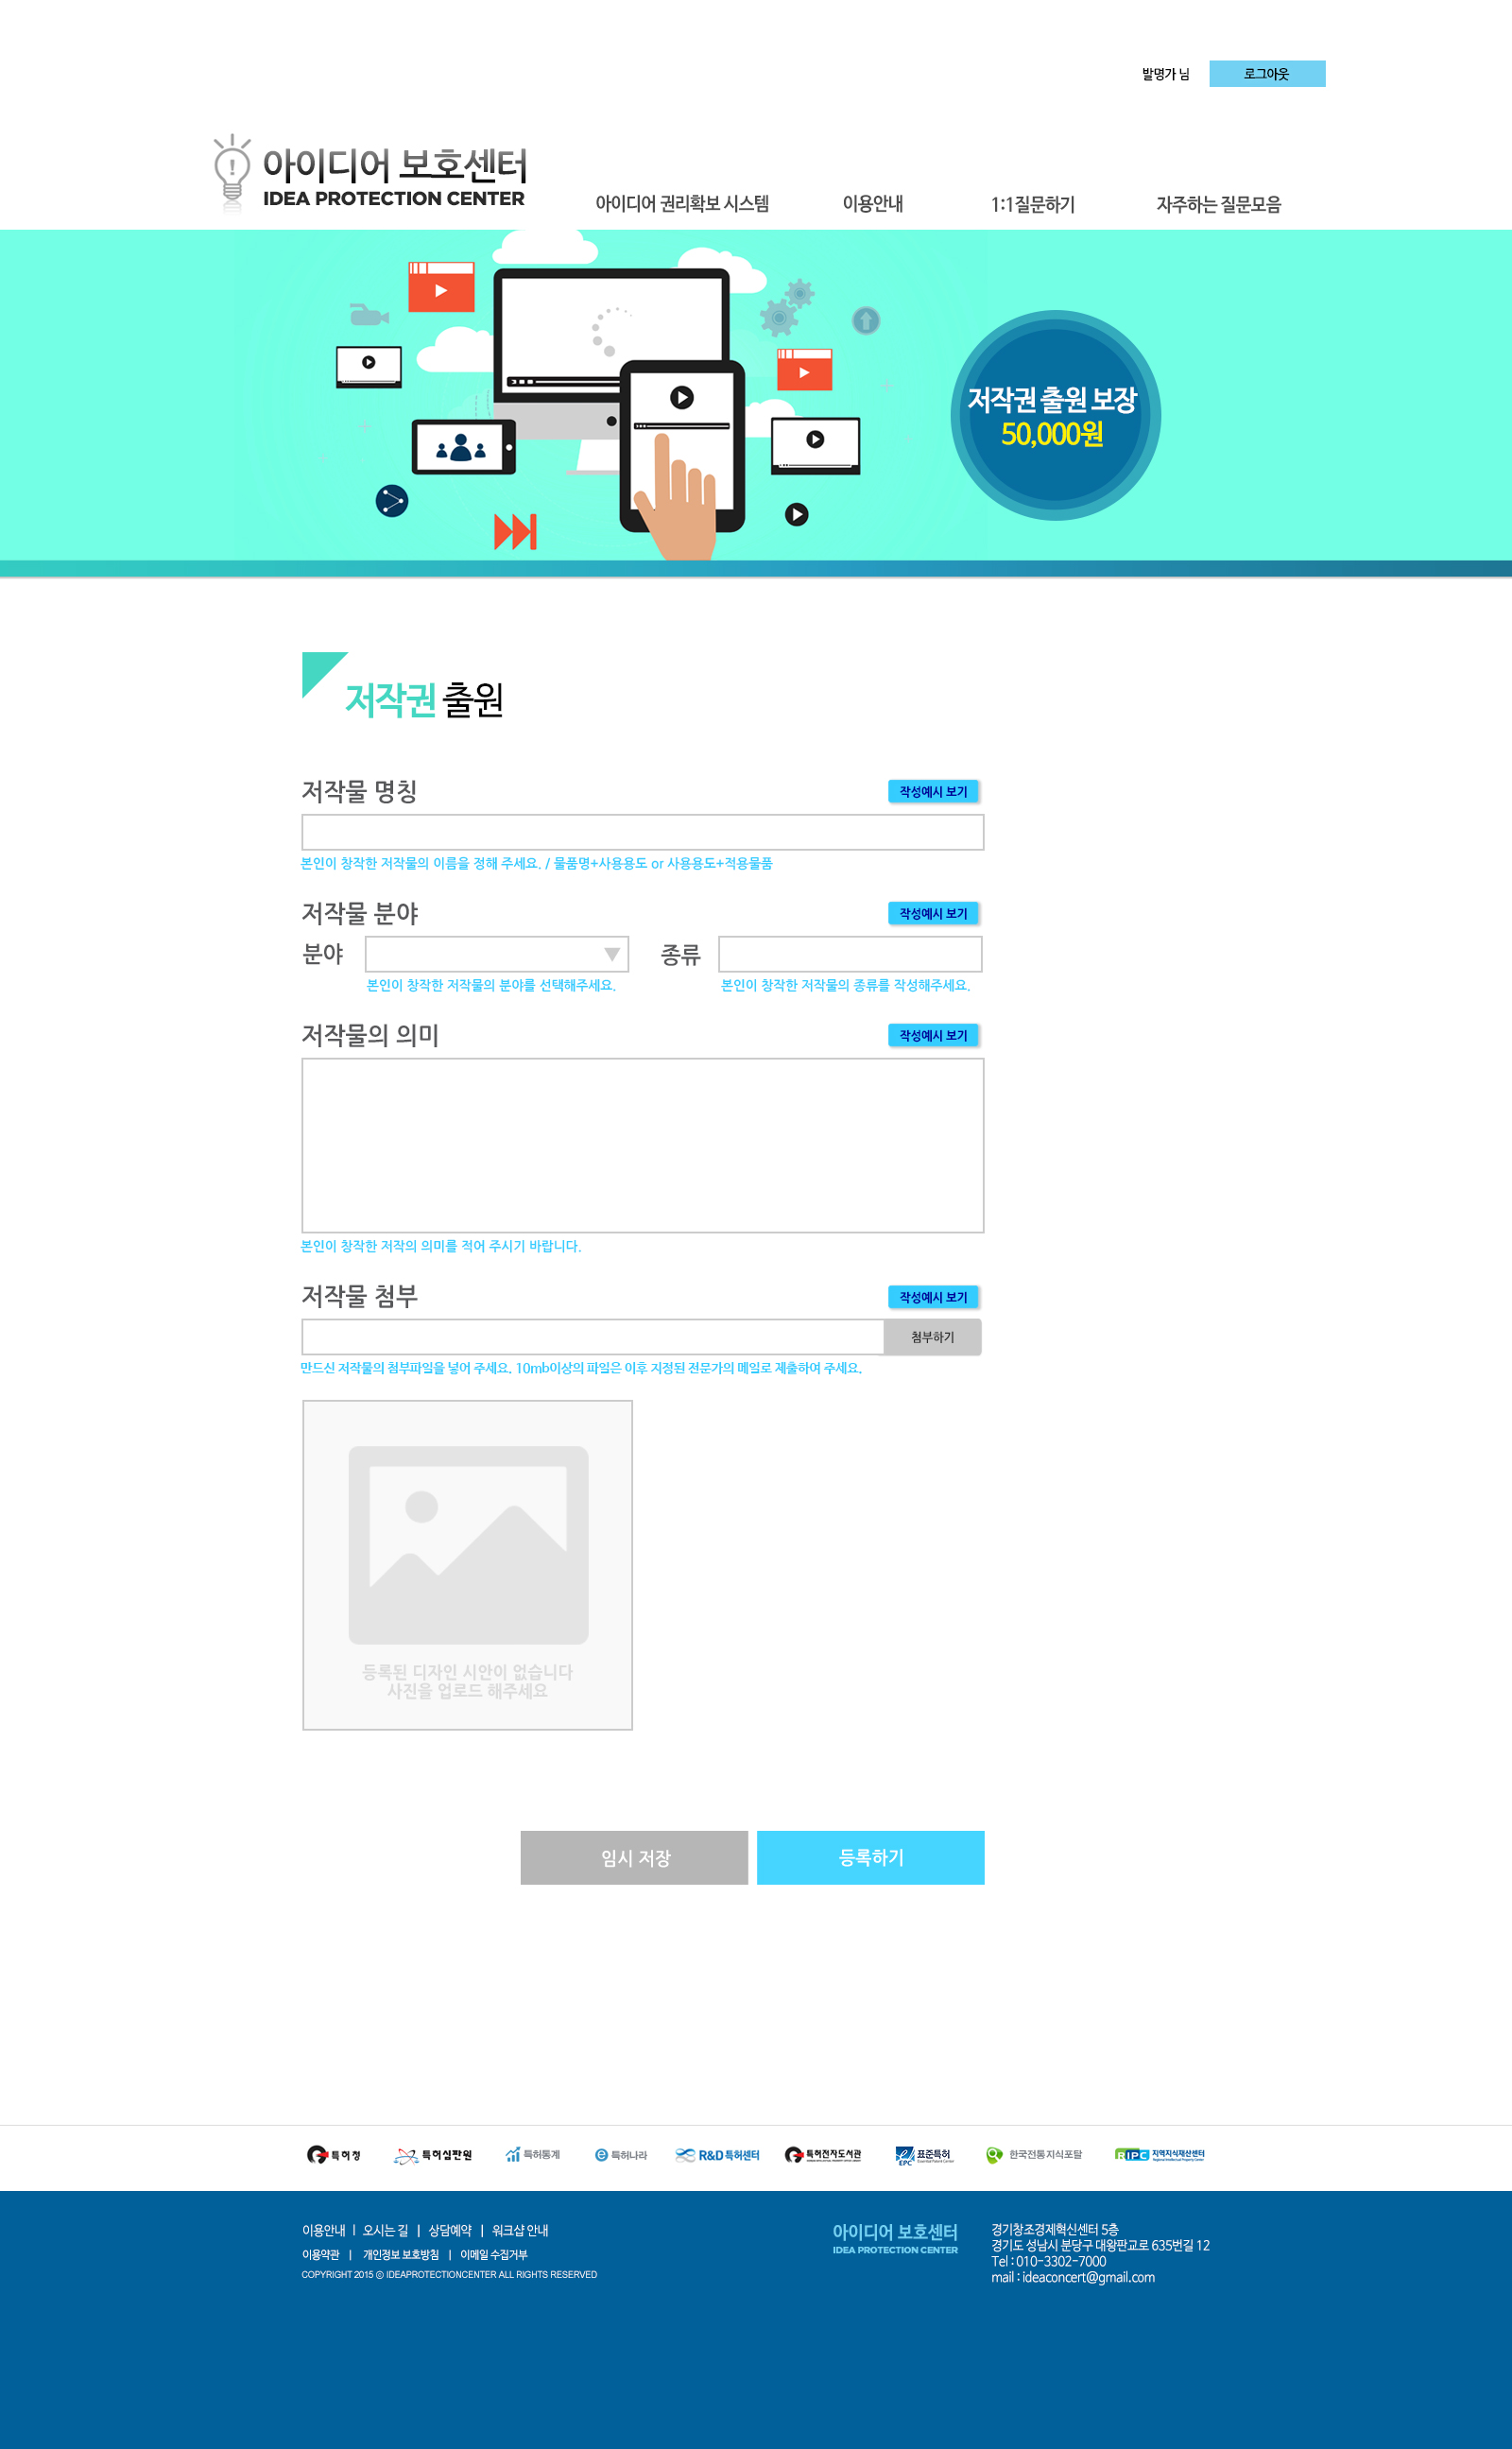 발명가 님
로그아웃
아이디어 보호센터
IDEA PROTECTION CENTER
아이디어 권리확보 시스템
이용안내
1:1질문하기
자주하는 질문모음
저작권 출원 보장
50,000원
저작권 출원
저작물 명칭
작성예시 보기
본인이 창작한 저작물의 이름을 정해 주세요. / 물품명+사용용도 or 사용용도+적용물품
저작물 분야
작성예시 보기
분야
종류
본인이 창작한 저작물의 분야를 선택해주세요.
본인이 창작한 저작물의 종류를 작성해주세요.
저작물의 의미
작성예시 보기
본인이 창작한 저작의 의미를 적어 주시기 바랍니다.
저작물 첨부
작성예시 보기
첨부하기
만드신 저작물의 첨부파일을 넣어 주세요. 10mb이상의 파일은 이후 지정된 전문가의 메일로 제출하여 주세요.
등록된 디자인 시안이 없습니다
사진을 업로드 해주세요
임시 저장
등록하기
특허청
특허심판원
특허통계
특허나라
R&D 특허센터
특허전자도서관
표준특허
EPC
한국전통지식포탈
RIPC 지역지식재산센터
이용안내 | 오시는 길 | 상담예약 | 워크샵 안내
이용약관 | 개인정보 보호방침 | 이메일 수집거부
COPYRIGHT 2015 ⓒ IDEAPROTECTIONCENTER ALL RIGHTS RESERVED
아이디어 보호센터
IDEA PROTECTION CENTER
경기창조경제혁신센터 5층
경기도 성남시 분당구 대왕판교로 635번길 12
Tel : 010-3302-7000
mail : ideaconcert@gmail.com